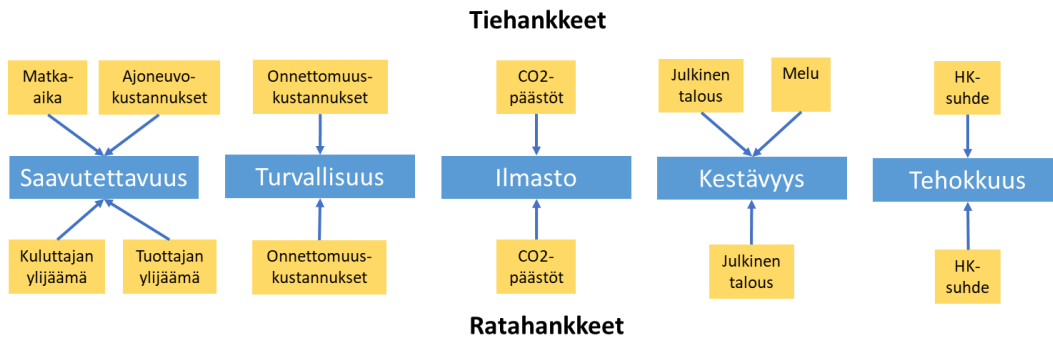 Tiehankkeet
Matka-
aika
Ajoneuvo-
kustannukset
Onnettomuus-
kustannukset
CO2-
päästöt
Julkinen
talous
Melu
HK-
suhde
Saavutettavuus
Turvallisuus
Ilmasto
Kestävyys
Tehokkuus
Kuluttajan
ylijäämä
Tuottajan
ylijäämä
Onnettomuus-
kustannukset
CO2-
päästöt
Julkinen
talous
HK-
suhde
Ratahankkeet